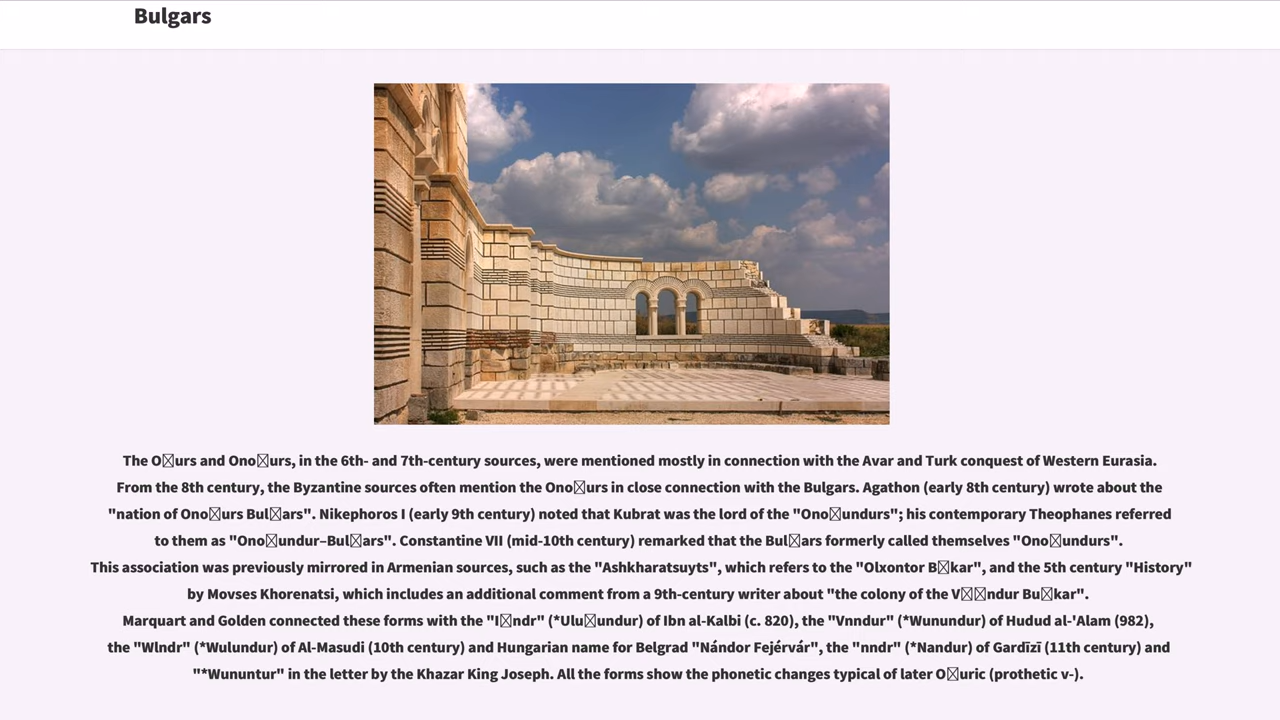 Bulgars
The O☒urs and Ono☒urs, in the 6th- and 7th-century sources, were mentioned mostly in connection with the Avar and Turk conquest of Western Eurasia.
From the 8th century, the Byzantine sources often mention the Ono☒urs in close connection with the Bulgars. Agathon (early 8th century) wrote about the
"nation of Ono☒urs Bul☒ars". Nikephoros I (early 9th century) noted that Kubrat was the lord of the "Ono☒undurs"; his contemporary Theophanes referred
to them as "Ono☒undur–Bul☒ars". Constantine VII (mid-10th century) remarked that the Bul☒ars formerly called themselves "Ono☒undurs".
This association was previously mirrored in Armenian sources, such as the "Ashkharatsuyts", which refers to the "Olxontor B☒kar", and the 5th century "History"
by Movses Khorenatsi, which includes an additional comment from a 9th-century writer about "the colony of the V☒☒ndur Bu☒kar".
Marquart and Golden connected these forms with the "I☒ndr" (*Ulu☒undur) of Ibn al-Kalbi (c. 820), the "Vnndur" (*Wunundur) of Hudud al-'Alam (982),
the "Wlndr" (*Wulundur) of Al-Masudi (10th century) and Hungarian name for Belgrad "Nándor Fejérvár", the "nndr" (*Nandur) of Gardīzī (11th century) and
"*Wununtur" in the letter by the Khazar King Joseph. All the forms show the phonetic changes typical of later O☒uric (prothetic v-).